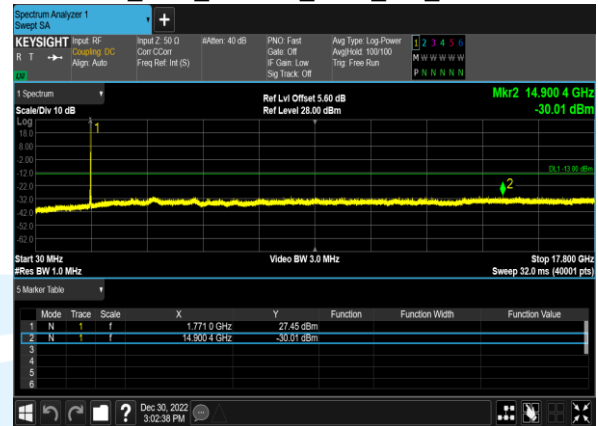 Spectrum Analyzer 1
Swept SA
+
KEYSIGHT Input: RF Input Z: 50 Ω #Atten: 40 dB PNO: Fast Avg Type: Log-Power 1 2 3 4 5 6
R T Coupling: DC Corr CCorr Gate: Off Avg|Hold: 100/100 M W W W W W
Align: Auto Freq Ref: Int (S) IF Gain: Low Trig: Free Run P N N N N N
Sig Track: Off
LXI
1 Spectrum
Ref Lvl Offset 5.60 dB Mkr2 14.900 4 GHz
Scale/Div 10 dB Ref Level 28.00 dBm -30.01 dBm
Log
1
18.0
8.00
-2.00
-12.0 DL1 -13.00 dBm
-22.0 2
-32.0
-42.0
-52.0
-62.0
Start 30 MHz Video BW 3.0 MHz Stop 17.800 GHz
#Res BW 1.0 MHz Sweep 32.0 ms (40001 pts)
5 Marker Table
Mode Trace Scale X Y Function Function Width Function Value
1 N 1 f 1.771 0 GHz 27.45 dBm
2 N 1 f 14.900 4 GHz -30.01 dBm
3
4
5
6
? Dec 30, 2022
3:02:38 PM